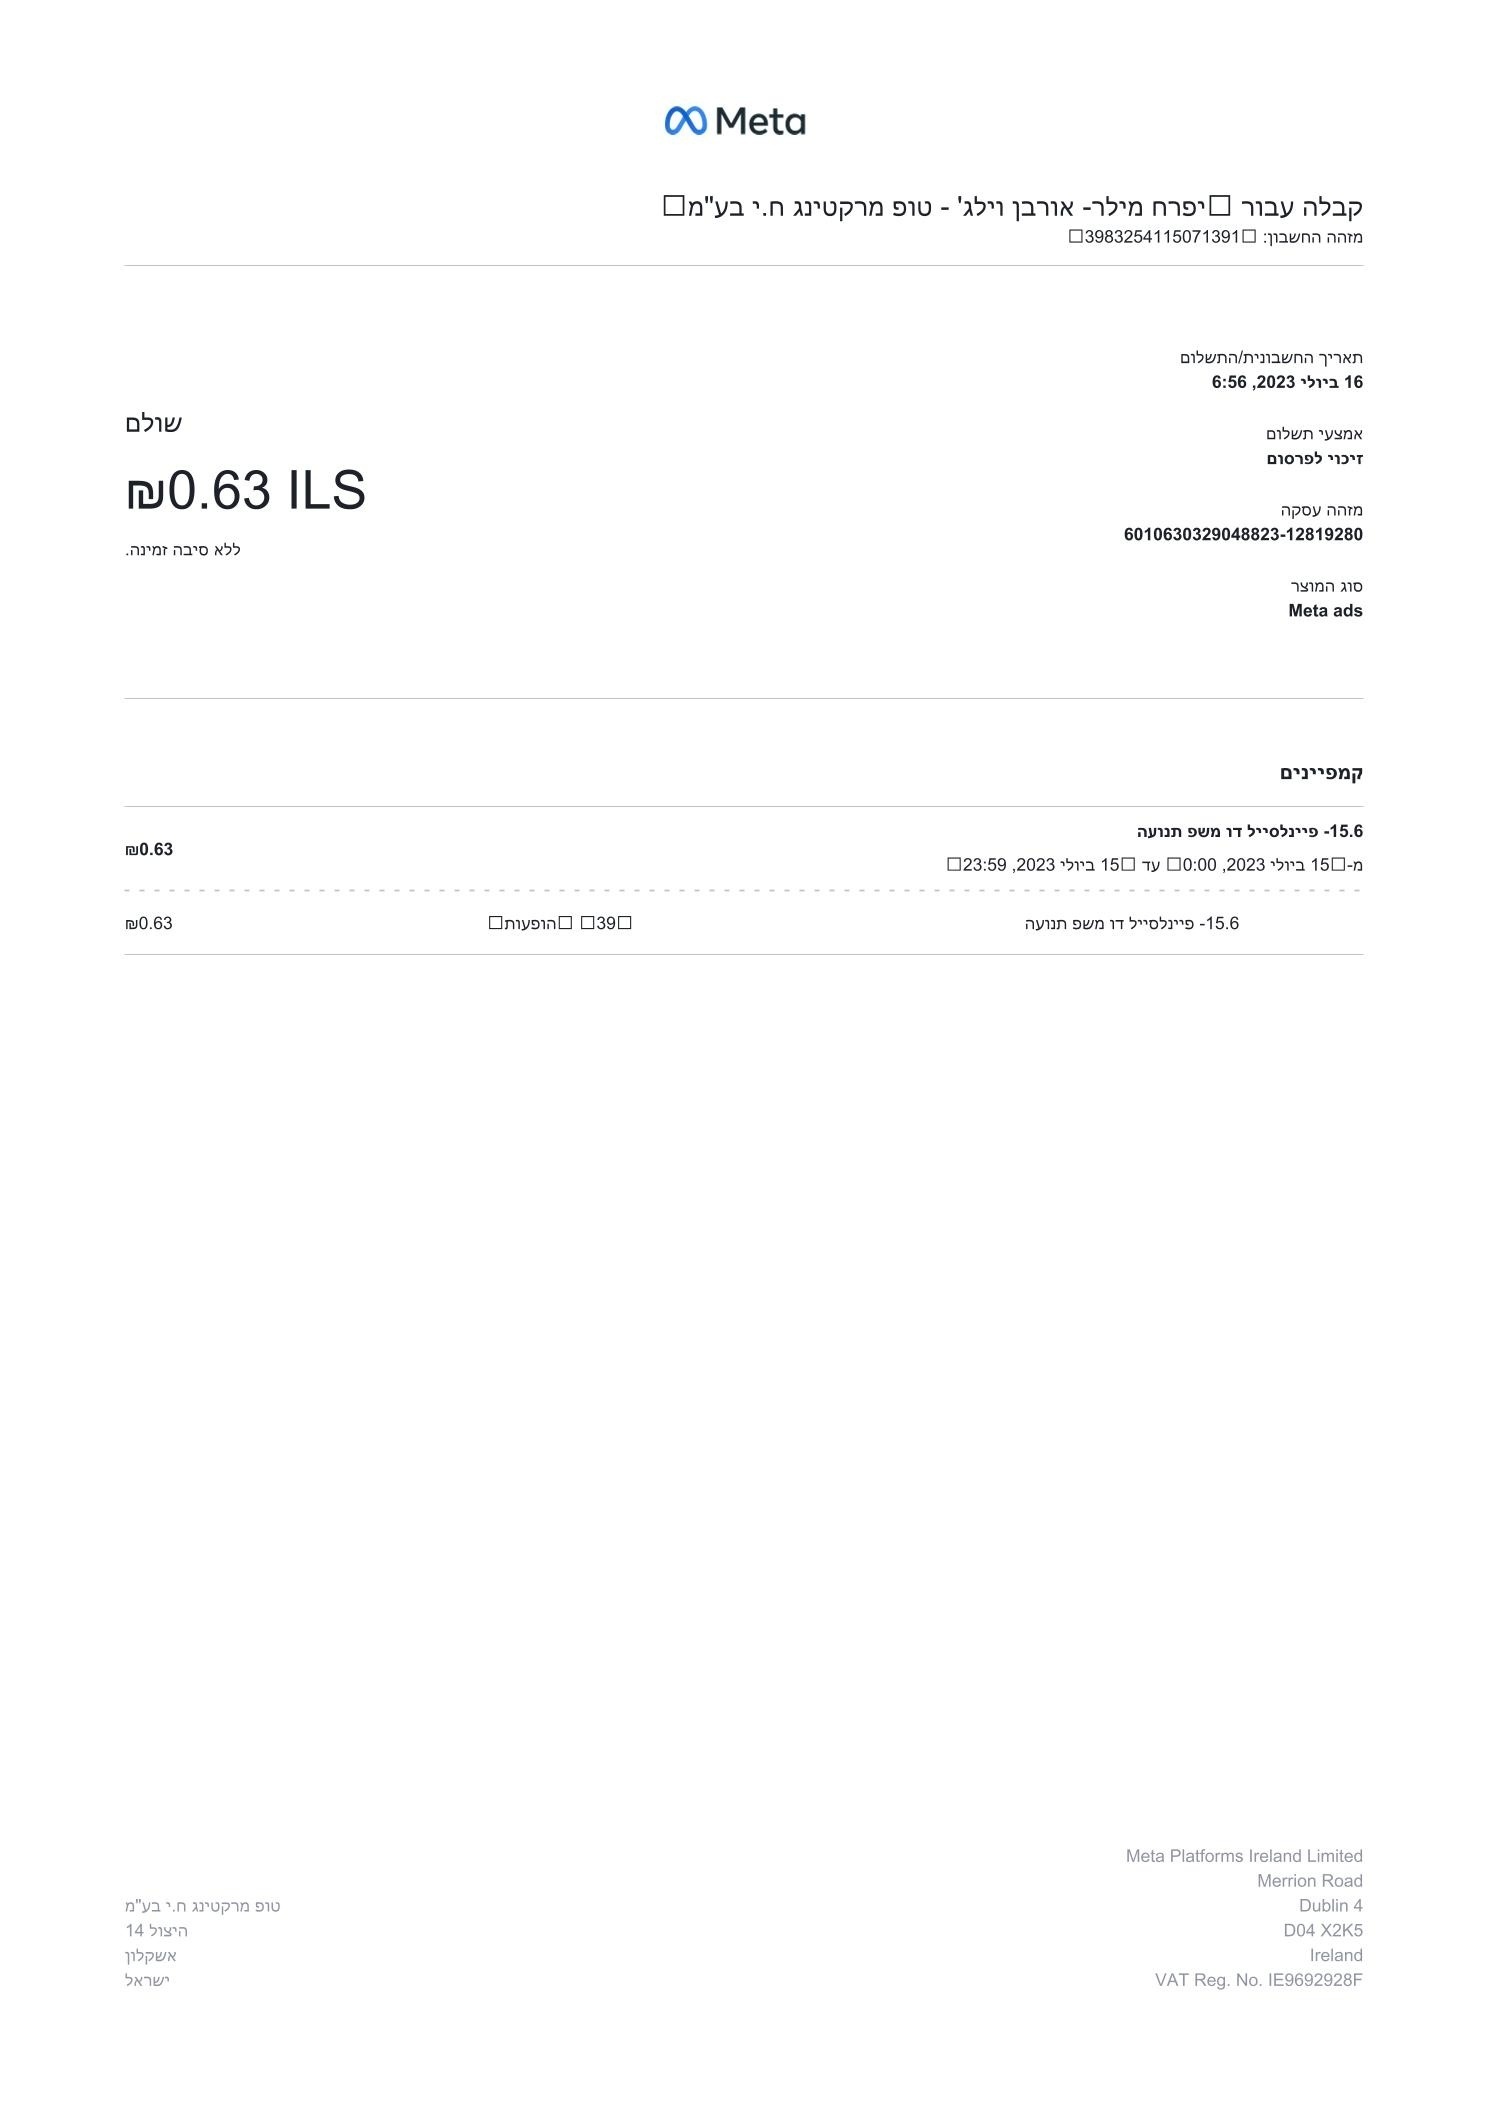 Meta
קבלה עבור יפרח מילר- אורבן וילג' - טופ מרקטינג ח.י בע"מ
מזהה החשבון: 3983254115071391
תאריך החשבונית/התשלום
16 ביולי 2023, 6:56
אמצעי תשלום
זיכוי לפרסום
מזהה עסקה
6010630329048823-12819280
סוג המוצר
Meta ads
שולם
₪0.63 ILS
ללא סיבה זמינה.
קמפיינים
15.6- פיינלסייל דו משפ תנועה
מ-15 ביולי 2023, 0:00 עד 15 ביולי 2023, 23:59
₪0.63
15.6- פיינלסייל דו משפ תנועה 39 הופעות ₪0.63
Meta Platforms Ireland Limited
Merrion Road
Dublin 4
D04 X2K5
Ireland
VAT Reg. No. IE9692928F
טופ מרקטינג ח.י בע"מ
היצול 14
אשקלון
ישראל